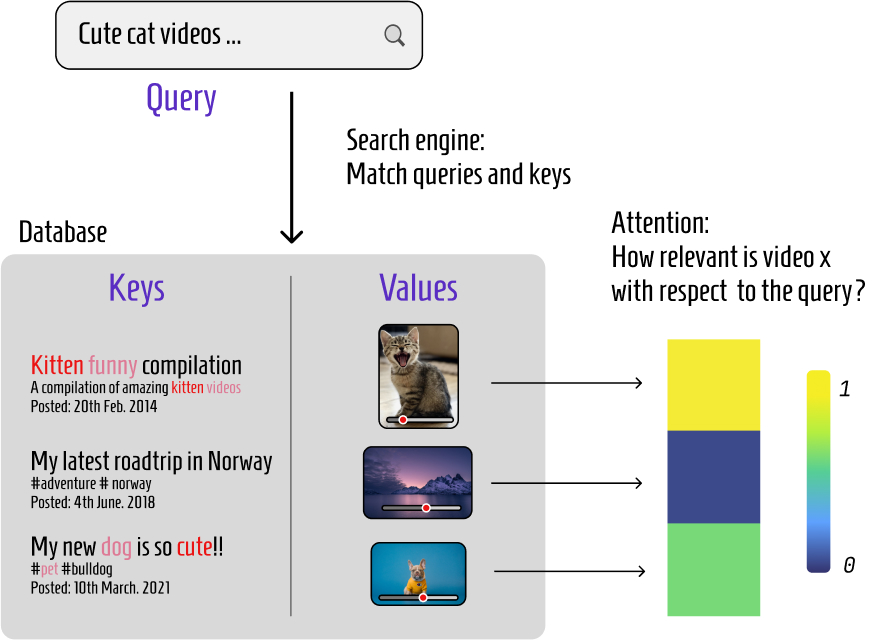 Cute cat videos ...
Query
Search engine:
Match queries and keys
Database
Keys
Values
Kitten funny compilation
A compilation of amazing kitten videos
Posted: 20th Feb. 2014
My latest roadtrip in Norway
#adventure # norway
Posted: 4th June. 2018
My new dog is so cute!!
#pet #bulldog
Posted: 10th March. 2021
Attention:
How relevant is video x
with respect to the query?
1
0